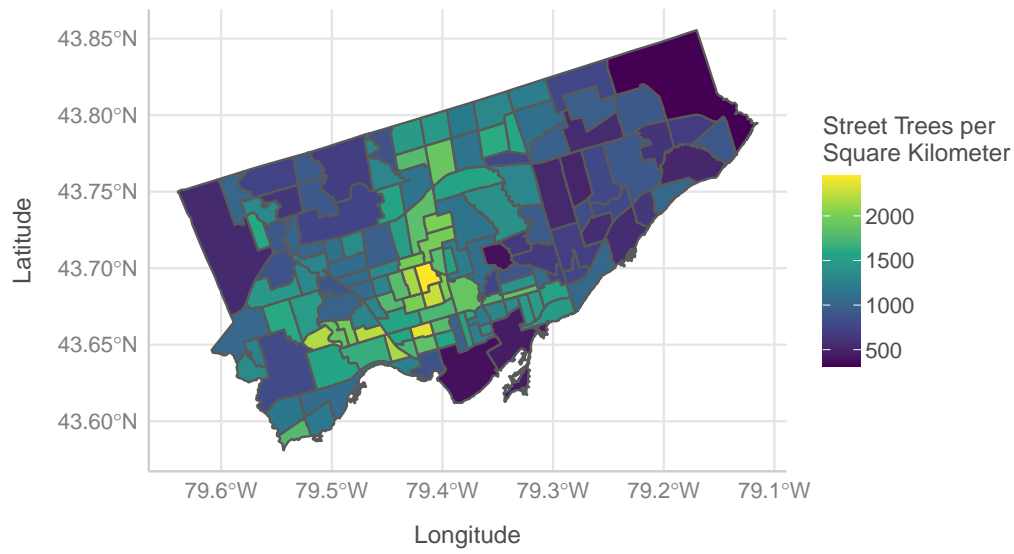 43.85°N
43.80°N
43.75°N
43.70°N
43.65°N
43.60°N
Latitude
79.6°W 79.5°W 79.4°W 79.3°W 79.2°W 79.1°W
Longitude
Street Trees per
Square Kilometer
2000
1500
1000
500